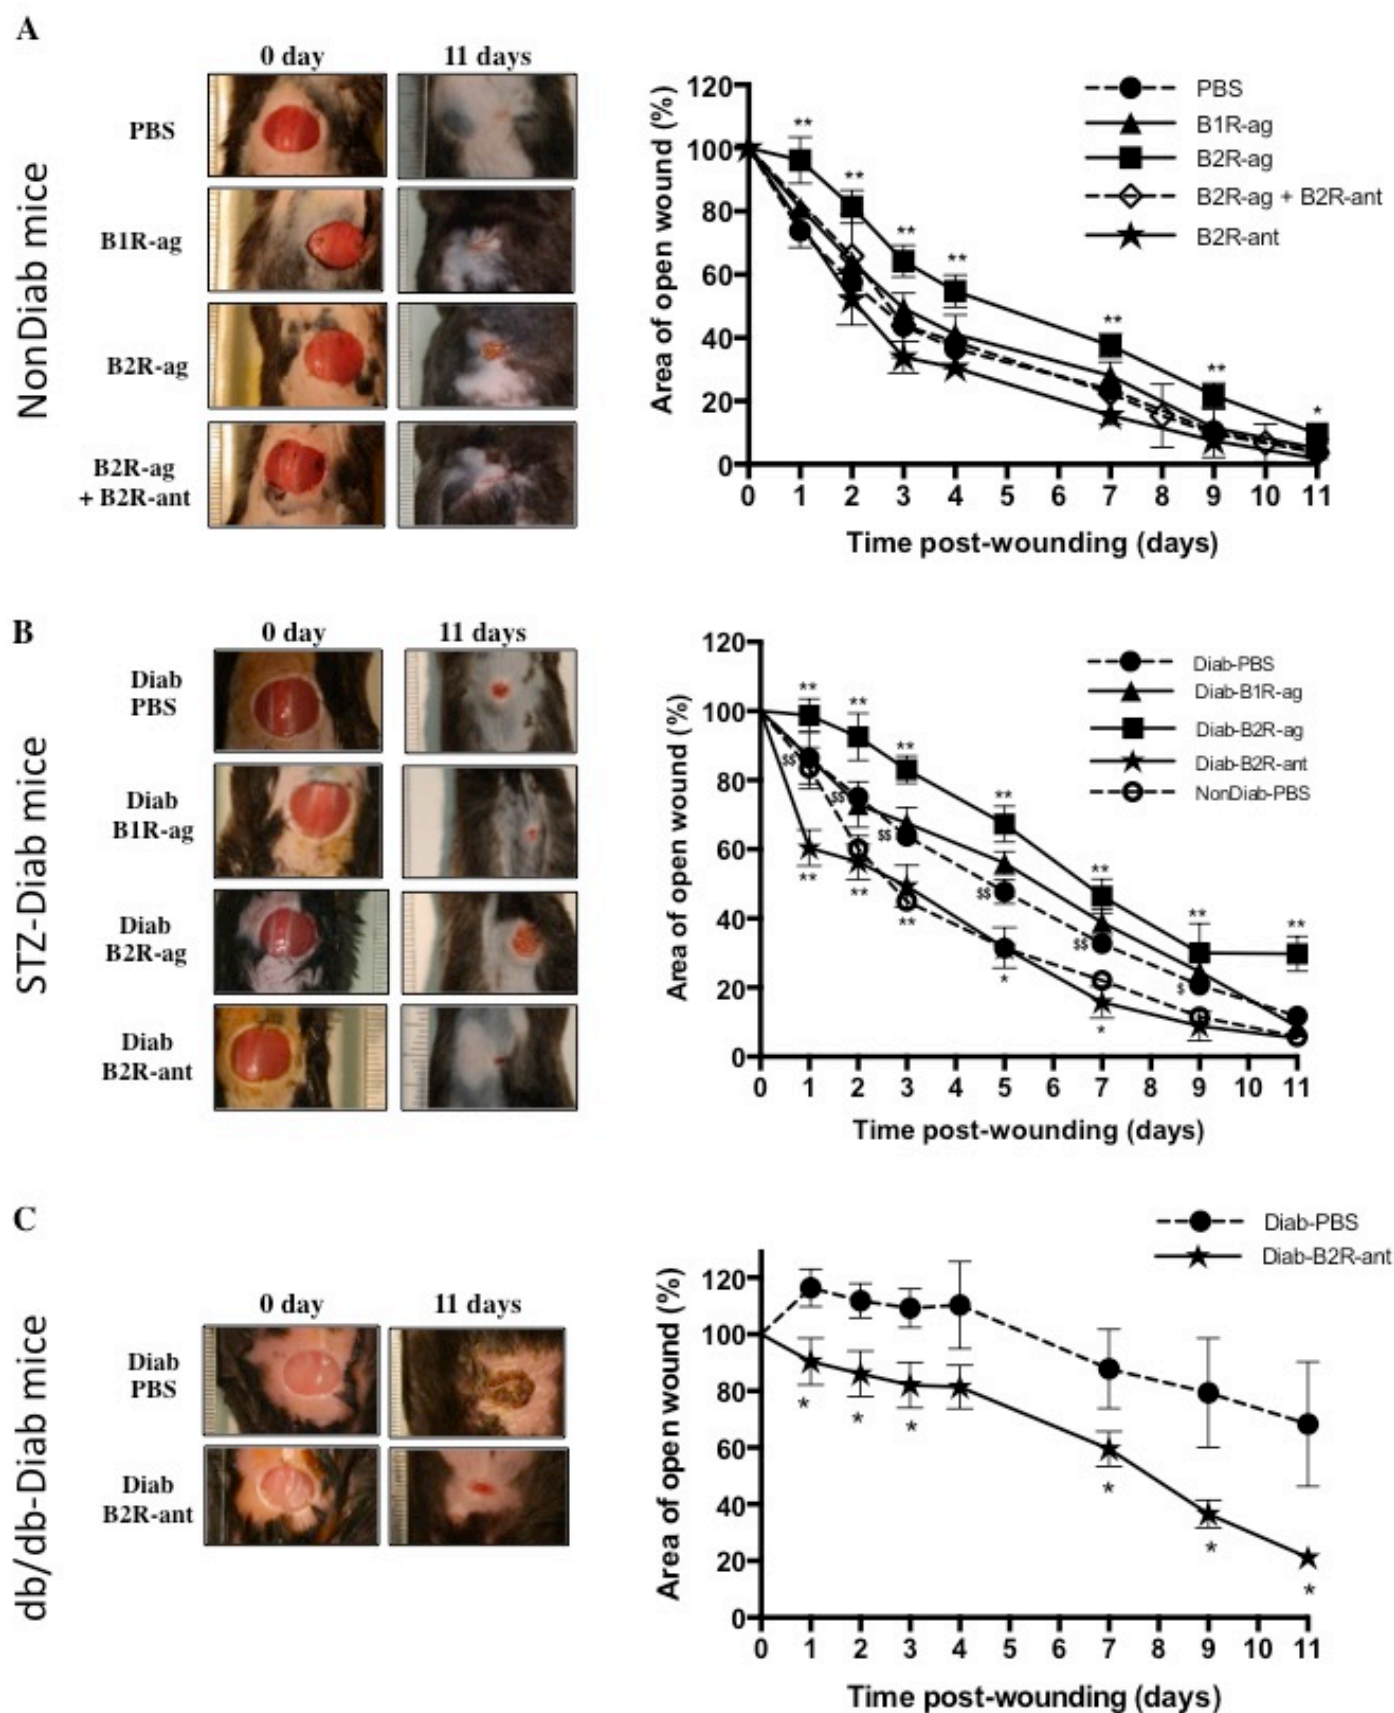 A
0 day 11 days
NonDiab mice
PBS
B1R-ag
B2R-ag
B2R-ag
+ B2R-ant
120
100
80
60
40
20
0
Area of open wound (%)
** ** ** ** ** ** *
PBS
B1R-ag
B2R-ag
B2R-ag + B2R-ant
B2R-ant
0 1 2 3 4 5 6 7 8 9 10 11
Time post-wounding (days)
B
0 day 11 days
STZ-Diab mice
Diab
PBS
Diab
B1R-ag
Diab
B2R-ag
Diab
B2R-ant
120
100
80
60
40
20
0
Area of open wound (%)
** ** ** ** ** ** **
$$ $$ $$ $$ $$ $
** ** ** * *
Diab-PBS
Diab-B1R-ag
Diab-B2R-ag
Diab-B2R-ant
NonDiab-PBS
0 1 2 3 4 5 6 7 8 9 10 11
Time post-wounding (days)
C
0 day 11 days
db/db-Diab mice
Diab
PBS
Diab
B2R-ant
Diab-PBS
Diab-B2R-ant
120
100
80
60
40
20
0
Area of open wound (%)
* * * * * *
0 1 2 3 4 5 6 7 8 9 10 11
Time post-wounding (days)